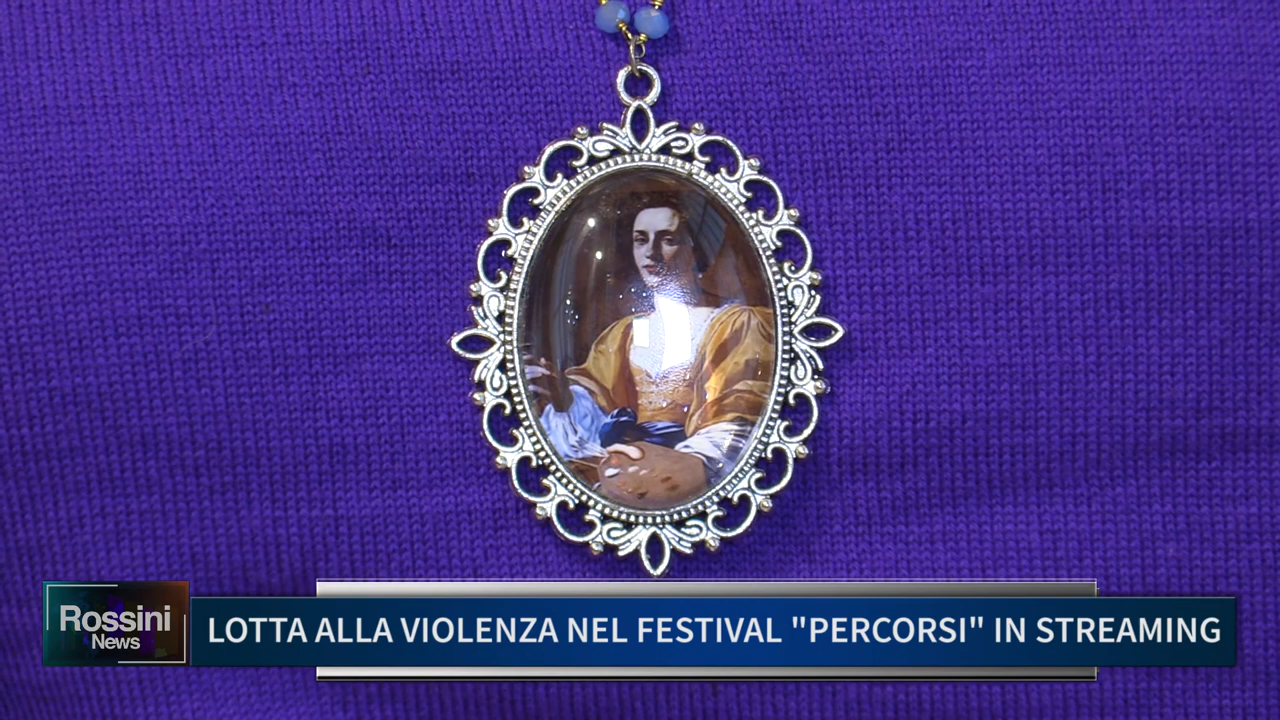 Rossini
News
LOTTA ALLA VIOLENZA NEL FESTIVAL "PERCORSI" IN STREAMING